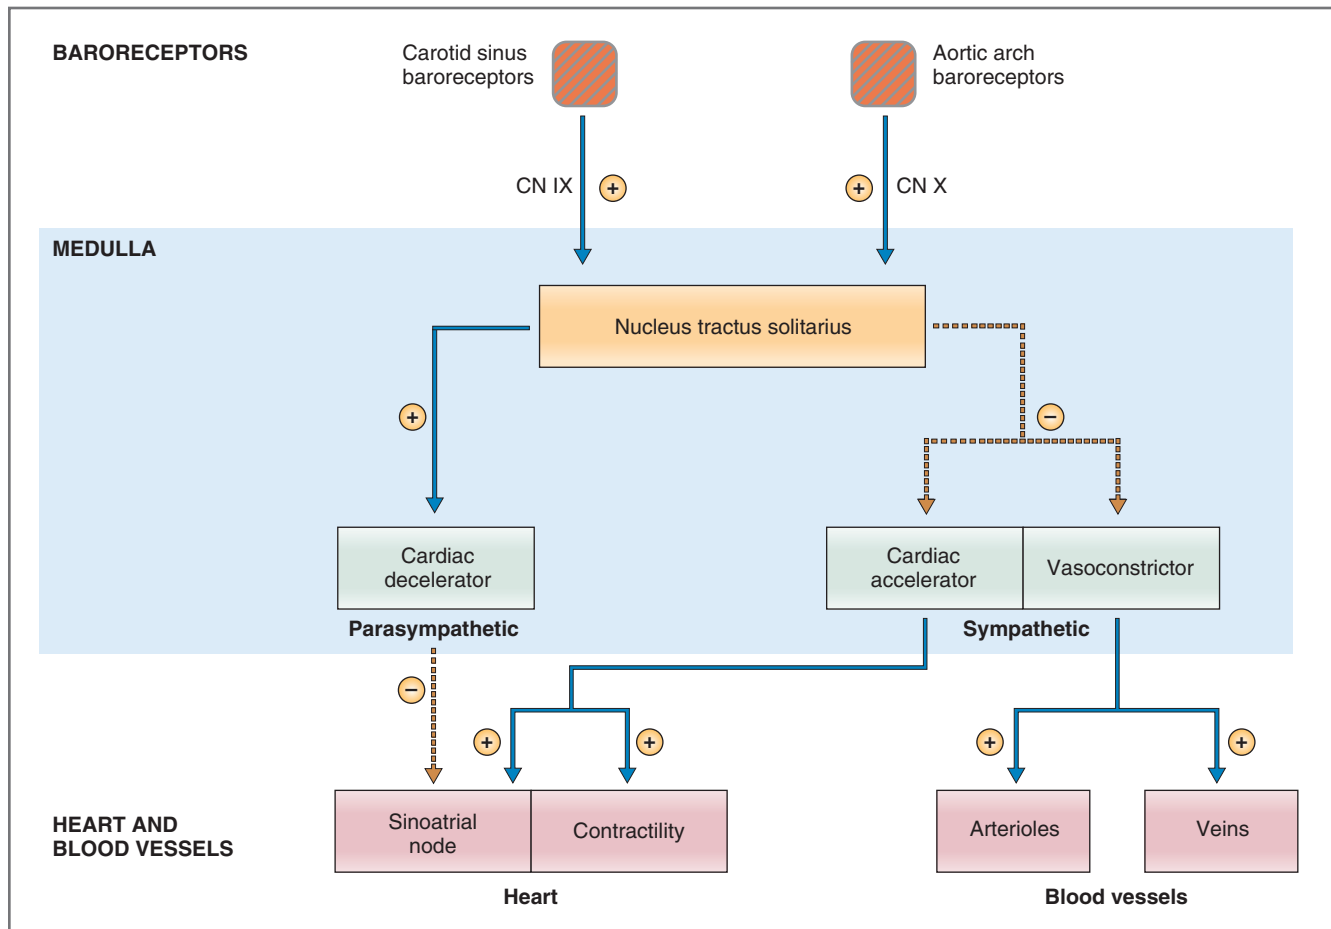 BARORECEPTORS
Carotid sinus
baroreceptors
Aortic arch
baroreceptors
CN IX
+
+
CN X
MEDULLA
Nucleus tractus solitarius
+
−
Cardiac
decelerator
Cardiac
accelerator
Vasoconstrictor
Parasympathetic
Sympathetic
−
+
+
+
+
HEART AND
BLOOD VESSELS
Sinoatrial
node
Contractility
Arterioles
Veins
Heart
Blood vessels